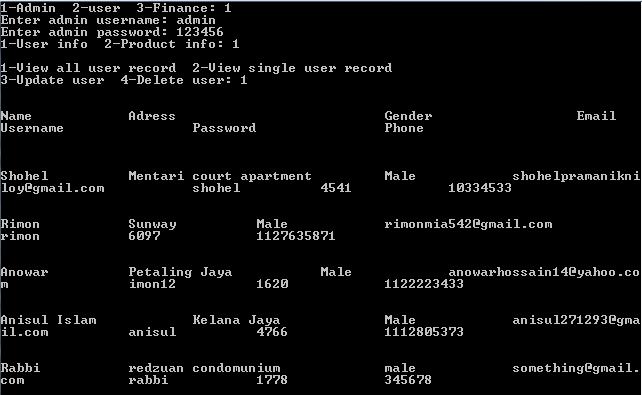 1-Admin 2-user 3-Finance: 1
Enter admin username: admin
Enter admin password: 123456
1-User info 2-Product info: 1
1-View all user record 2-View single user record
3-Update user 4-Delete user: 1
Name Adress Gender Email
Username Password Phone
Shohel Mentari court apartment Male shohelpramanikni
loy@gmail.com shohel 4541 10334533
Rimon Sunway Male rimonmia542@gmail.com
rimon 6097 1127635871
Anowar Petaling Jaya Male anowarhossain14@yahoo.co
m imon12 1620 1122223433
Anisul Islam Kelana Jaya Male anisul271293@gma
il.com anisul 4766 1112805373
Rabbi redzuan condomunium male something@gmail.
com rabbi 1778 345678